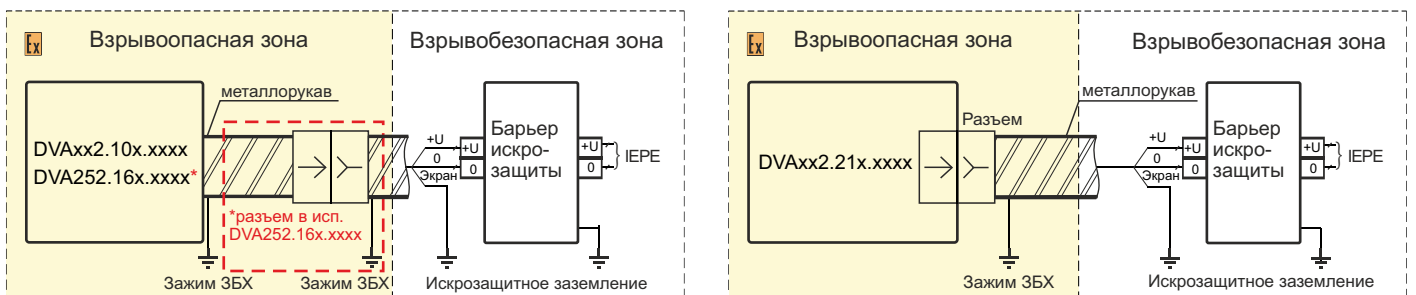 Ex
Взрывоопасная зона
Взрывобезопасная зона
металлорукав
DVAxx2.10x.xxxx
DVA252.16x.xxxx*
*разъем в исп.
DVA252.16x.xxxx
+U
0
Экран
+U
0
Барьер
искро-
защиты
+U
0
IEPE
Зажим ЗБХ
Зажим ЗБХ
Искрозащитное заземление
Ex
Взрывоопасная зона
Взрывобезопасная зона
металлорукав
Разъем
DVAxx2.21x.xxxx
+U
0
Экран
+U
0
Барьер
искро-
защиты
+U
0
IEPE
Зажим ЗБХ
Искрозащитное заземление